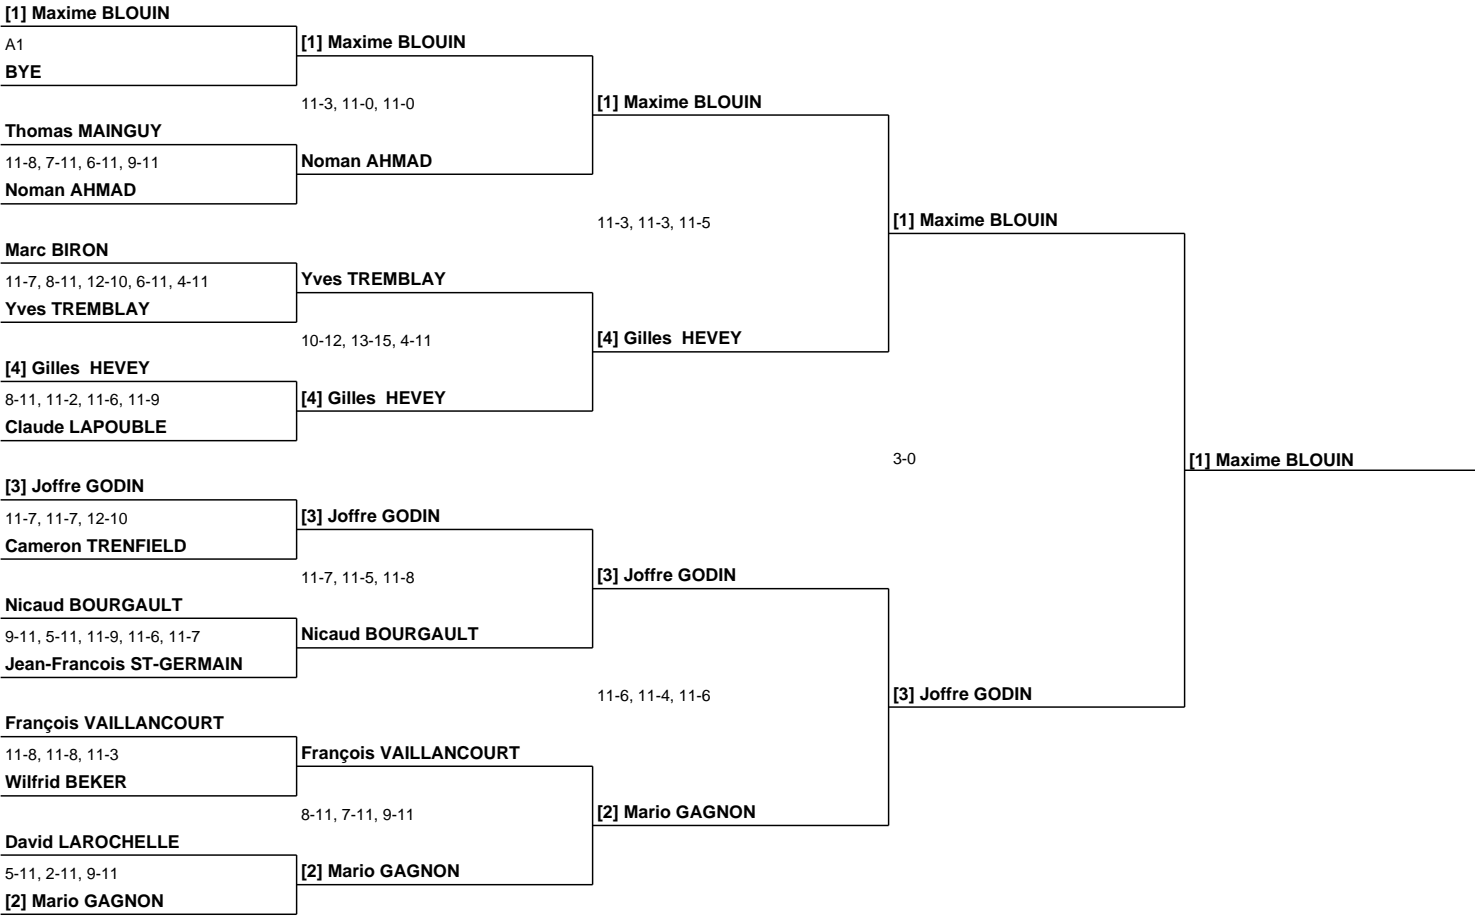 [1] Maxime BLOUIN
A1
BYE
[1] Maxime BLOUIN
11-3, 11-0, 11-0
[1] Maxime BLOUIN
Thomas MAINGUY
11-8, 7-11, 6-11, 9-11
Noman AHMAD
Noman AHMAD
11-3, 11-3, 11-5
[1] Maxime BLOUIN
Marc BIRON
11-7, 8-11, 12-10, 6-11, 4-11
Yves TREMBLAY
Yves TREMBLAY
10-12, 13-15, 4-11
[4] Gilles  HEVEY
[4] Gilles  HEVEY
8-11, 11-2, 11-6, 11-9
Claude LAPOUBLE
[4] Gilles  HEVEY
3-0
[1] Maxime BLOUIN
[3] Joffre GODIN
11-7, 11-7, 12-10
Cameron TRENFIELD
[3] Joffre GODIN
11-7, 11-5, 11-8
[3] Joffre GODIN
Nicaud BOURGAULT
9-11, 5-11, 11-9, 11-6, 11-7
Jean-Francois ST-GERMAIN
Nicaud BOURGAULT
11-6, 11-4, 11-6
[3] Joffre GODIN
François VAILLANCOURT
11-8, 11-8, 11-3
Wilfrid BEKER
François VAILLANCOURT
8-11, 7-11, 9-11
[2] Mario GAGNON
David LAROCHELLE
5-11, 2-11, 9-11
[2] Mario GAGNON
[2] Mario GAGNON